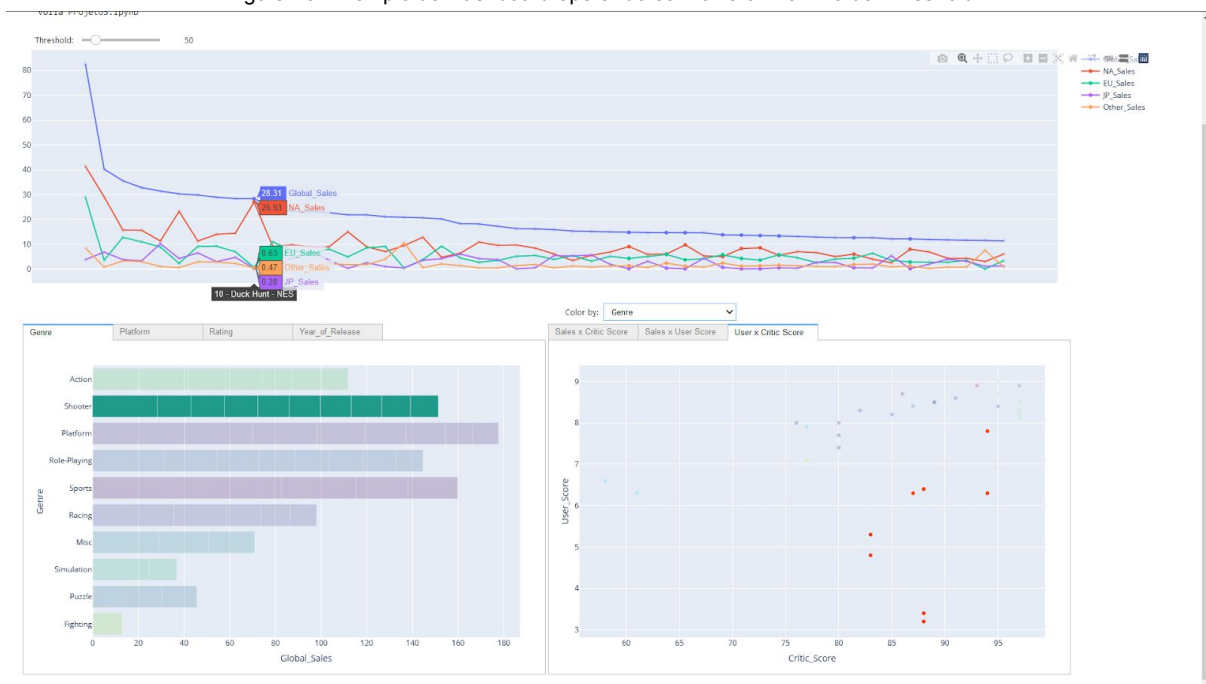 Voila Projeto3.ipynb
Threshold: 50
80
70
60
50
40
30
20
10
0
NA_Sales
EU_Sales
JP_Sales
Other_Sales
28.31 Global_Sales
26.93 NA_Sales
0.63 EU_Sales
0.47 Other_Sales
0.28 JP_Sales
10 - Duck Hunt - NES
Color by: Genre
Genre Platform Rating Year_of_Release
Action
Shooter
Platform
Role-Playing
Sports
Racing
Misc
Simulation
Puzzle
Fighting
Genre
0 20 40 60 80 100 120 140 160 180
Global_Sales
Sales x Critic Score Sales x User Score User x Critic Score
9
8
7
6
5
4
3
User_Score
60 65 70 75 80 85 90 95
Critic_Score